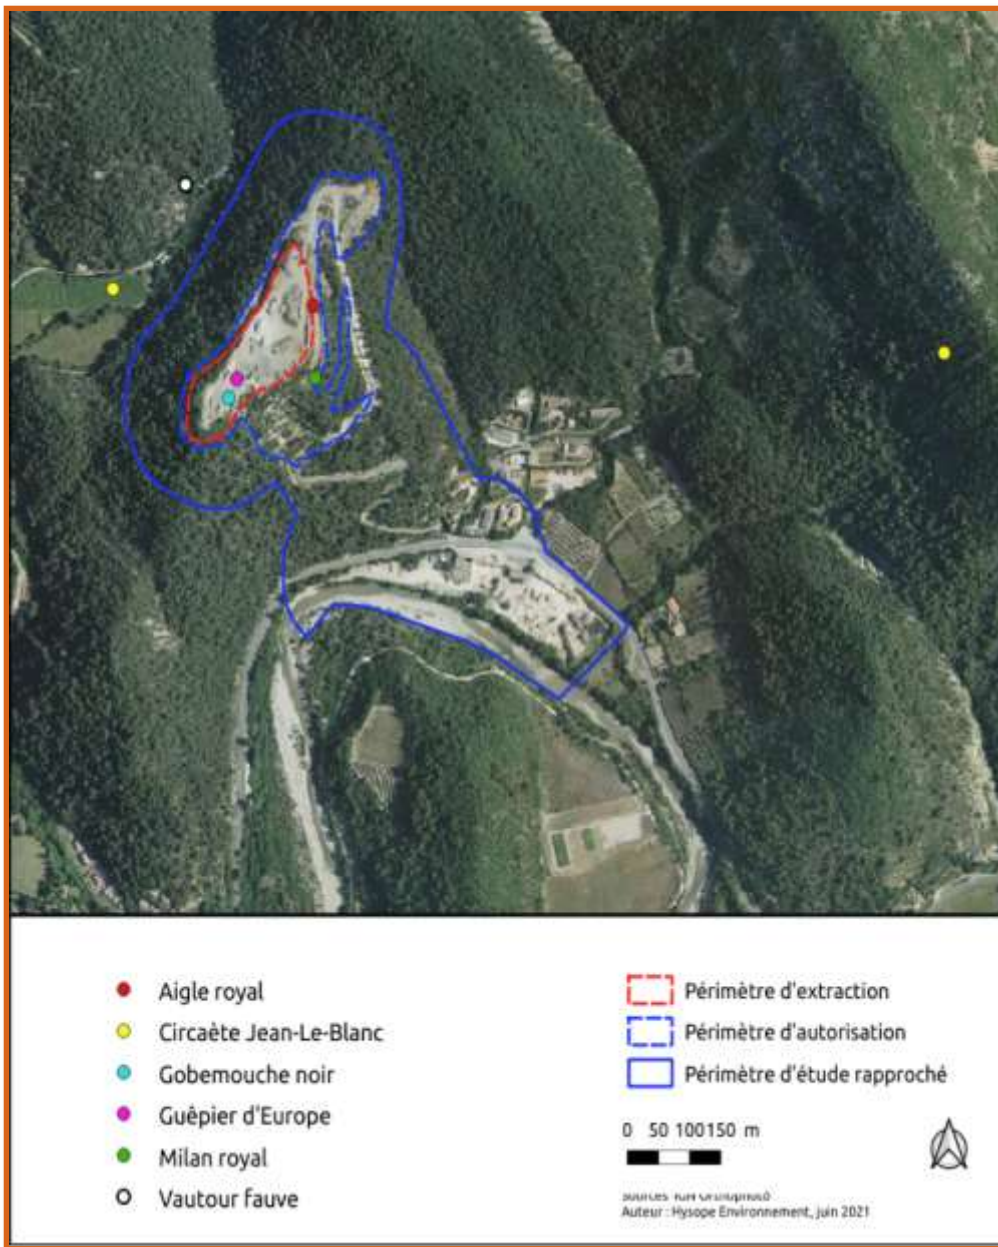 Aigle royal
Circaète Jean-Le-Blanc
Gobemouche noir
Guêpier d'Europe
Milan royal
Vautour fauve
Périmètre d'extraction
Périmètre d'autorisation
Périmètre d'étude rapproché
0 50 100150 m
Auteur : Hysope Environnement, juin 2021